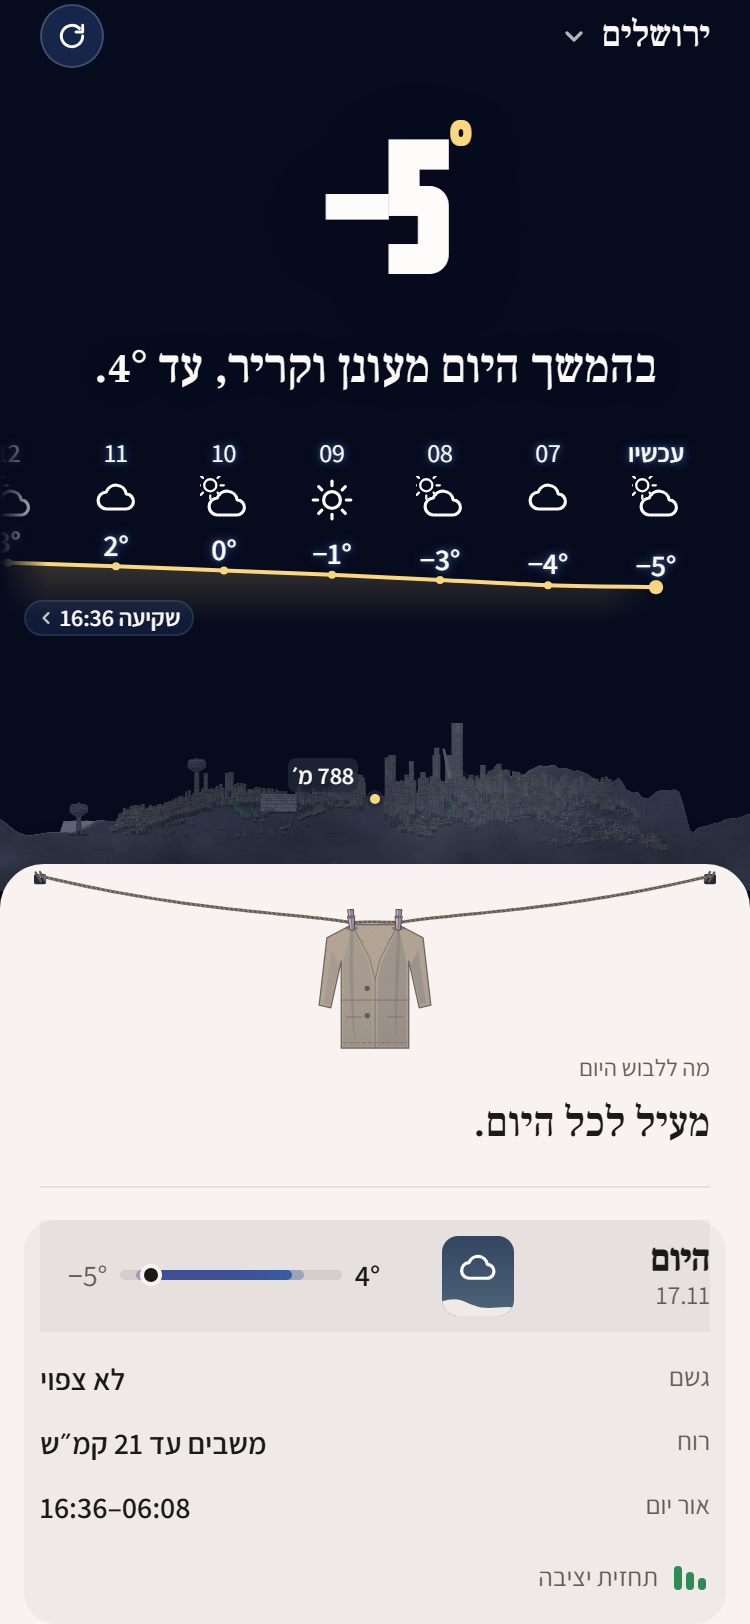 ירושלים
−5°
בהמשך היום מעונן וקריר, עד 4°.
עכשיו 07 08 09 10 11 12
−5° −4° −3° −1° 0° 2° 3°
שקיעה 16:36
788 מ׳
מה ללבוש היום
מעיל לכל היום.
היום
17.11
4° −5°
גשם לא צפוי
רוח משבים עד 21 קמ״ש
אור יום 16:36–06:08
תחזית יציבה